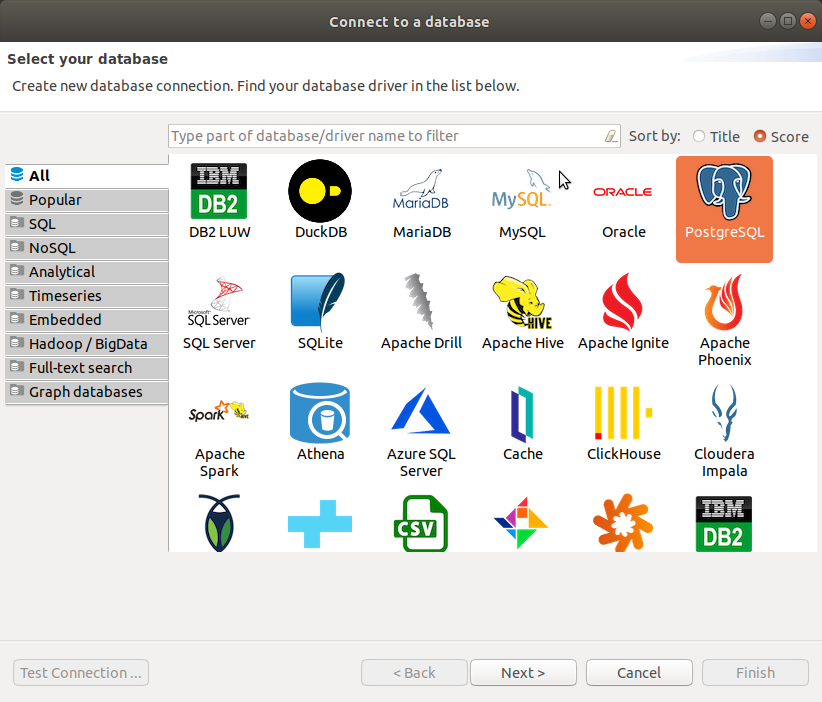 Connect to a database
Select your database
Create new database connection. Find your database driver in the list below.
Type part of database/driver name to filter
Sort by: Title Score
All
Popular
SQL
NoSQL
Analytical
Timeseries
Embedded
Hadoop / BigData
Full-text search
Graph databases
IBM
DB2
MariaDB
MySQL
ORACLE
DB2 LUW
DuckDB
MariaDB
MySQL
Oracle
PostgreSQL
Microsoft
SQL Server
HIVE
SQL Server
SQLite
Apache Drill
Apache Hive
Apache Ignite
Apache
Phoenix
Spark
HIVE
Apache
Spark
Athena
Azure SQL
Server
Cache
ClickHouse
Cloudera
Impala
CSV
IBM
DB2
Test Connection ...
< Back
Next >
Cancel
Finish